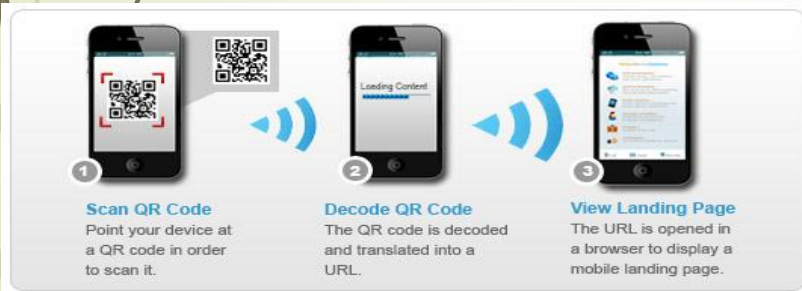 Loading Content
1
2
3
Scan QR Code
Point your device at
a QR code in order
to scan it.
Decode QR Code
The QR code is decoded
and translated into a
URL.
View Landing Page
The URL is opened in
a browser to display a
mobile landing page.